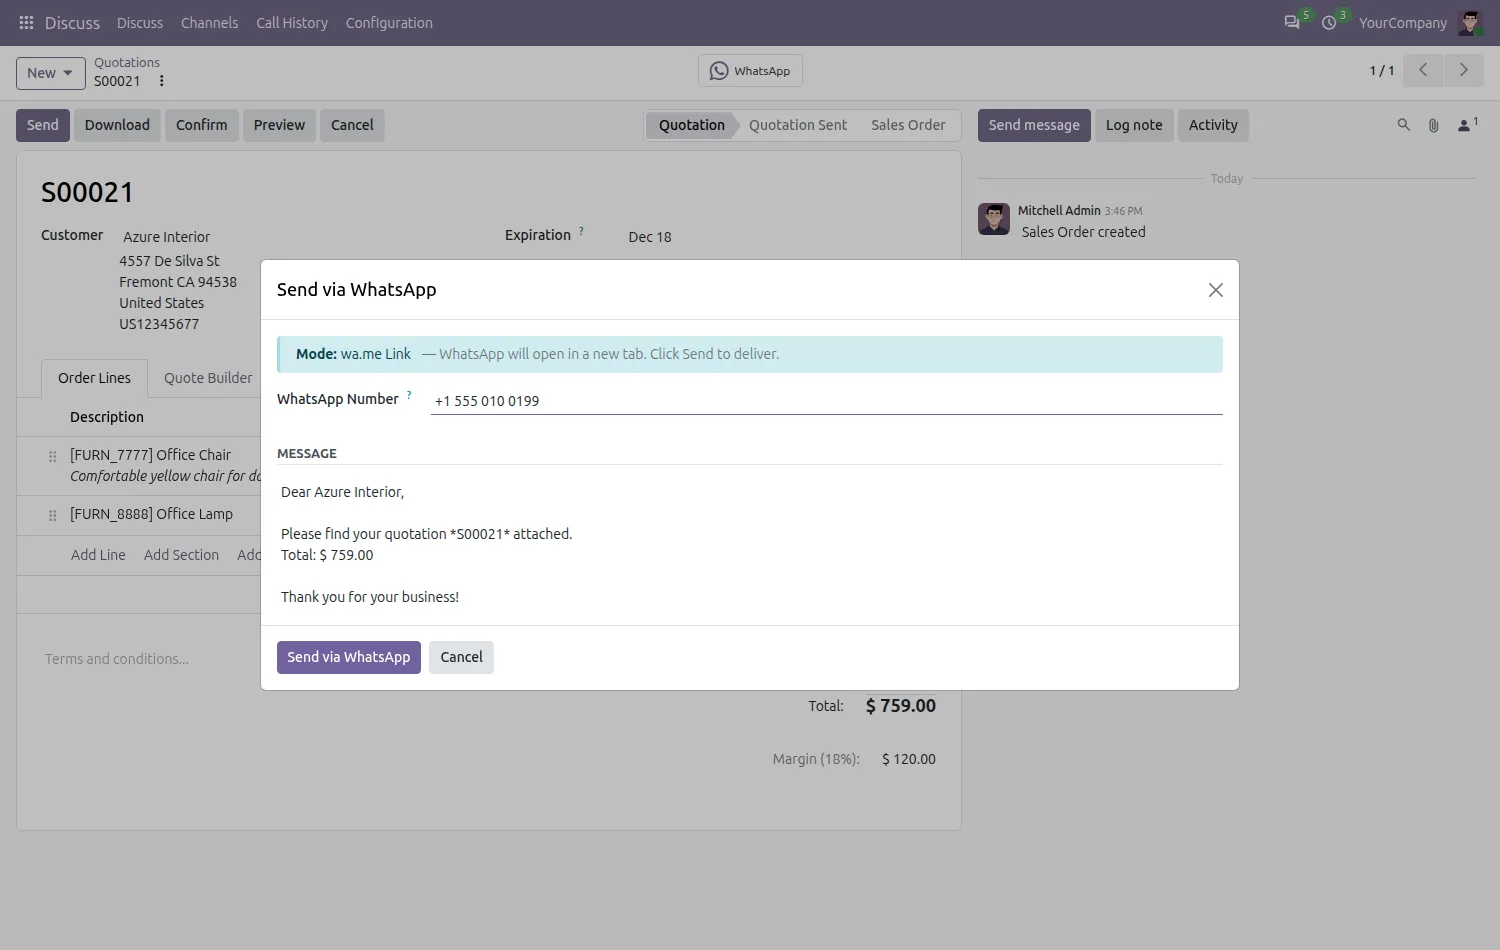 Discuss Discuss Channels Call History Configuration 5 3 YourCompany
New Quotations
S00021
WhatsApp
1 / 1
Send Download Confirm Preview Cancel
Quotation Quotation Sent Sales Order
Send message Log note Activity 1
Today
Mitchell Admin 3:46 PM
Sales Order created
S00021
Customer Azure Interior
4557 De Silva St
Fremont CA 94538
United States
US12345677
Expiration ? Dec 18
Order Lines Quote Builder
Description
[FURN_7777] Office Chair
Comfortable yellow chair for
[FURN_8888] Office Lamp
Add Line Add Section Add
Terms and conditions...
Send via WhatsApp
Mode: wa.me Link — WhatsApp will open in a new tab. Click Send to deliver.
WhatsApp Number ? +1 555 010 0199
MESSAGE
Dear Azure Interior,
Please find your quotation *S00021* attached.
Total: $ 759.00
Thank you for your business!
Send via WhatsApp Cancel
Total: $ 759.00
Margin (18%): $ 120.00